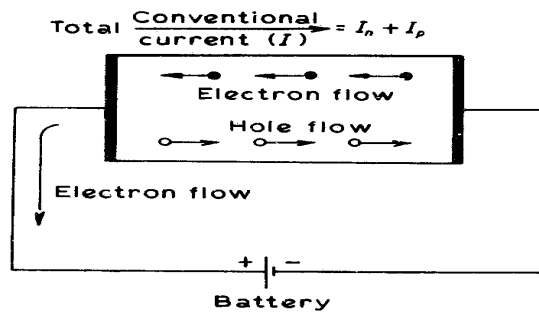 Total Conventional current (I) = Iₙ + Iₚ
Electron flow
Hole flow
Electron flow
+ −
Battery